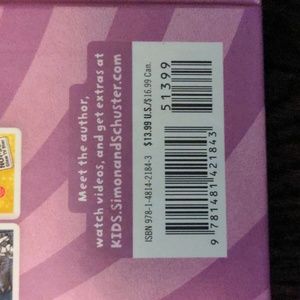 Meet the author,
watch videos, and get extras at
KIDS.SimonandSchuster.com
$13.99 U.S./$16.99 Can.
51399
ISBN 978-1-4814-2184-3
9 781481 421843